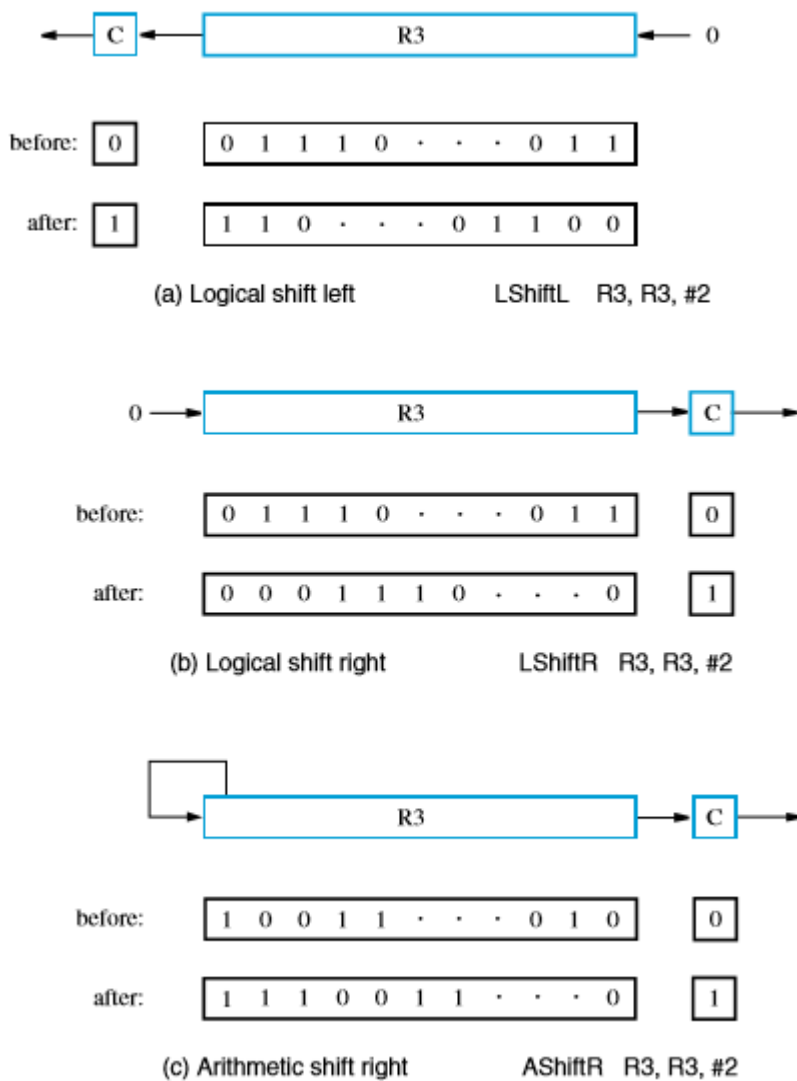 C R3 0
before: 0 0 1 1 1 0 · · · 0 1 1
after: 1 1 1 0 · · · 0 1 1 0 0
(a) Logical shift left LShiftL R3, R3, #2
0 R3 C
before: 0 1 1 1 0 · · · 0 1 1 0
after: 0 0 0 1 1 1 0 · · · 0 1
(b) Logical shift right LShiftR R3, R3, #2
R3 C
before: 1 0 0 1 1 · · · 0 1 0 0
after: 1 1 1 0 0 1 1 · · · 0 1
(c) Arithmetic shift right AShiftR R3, R3, #2